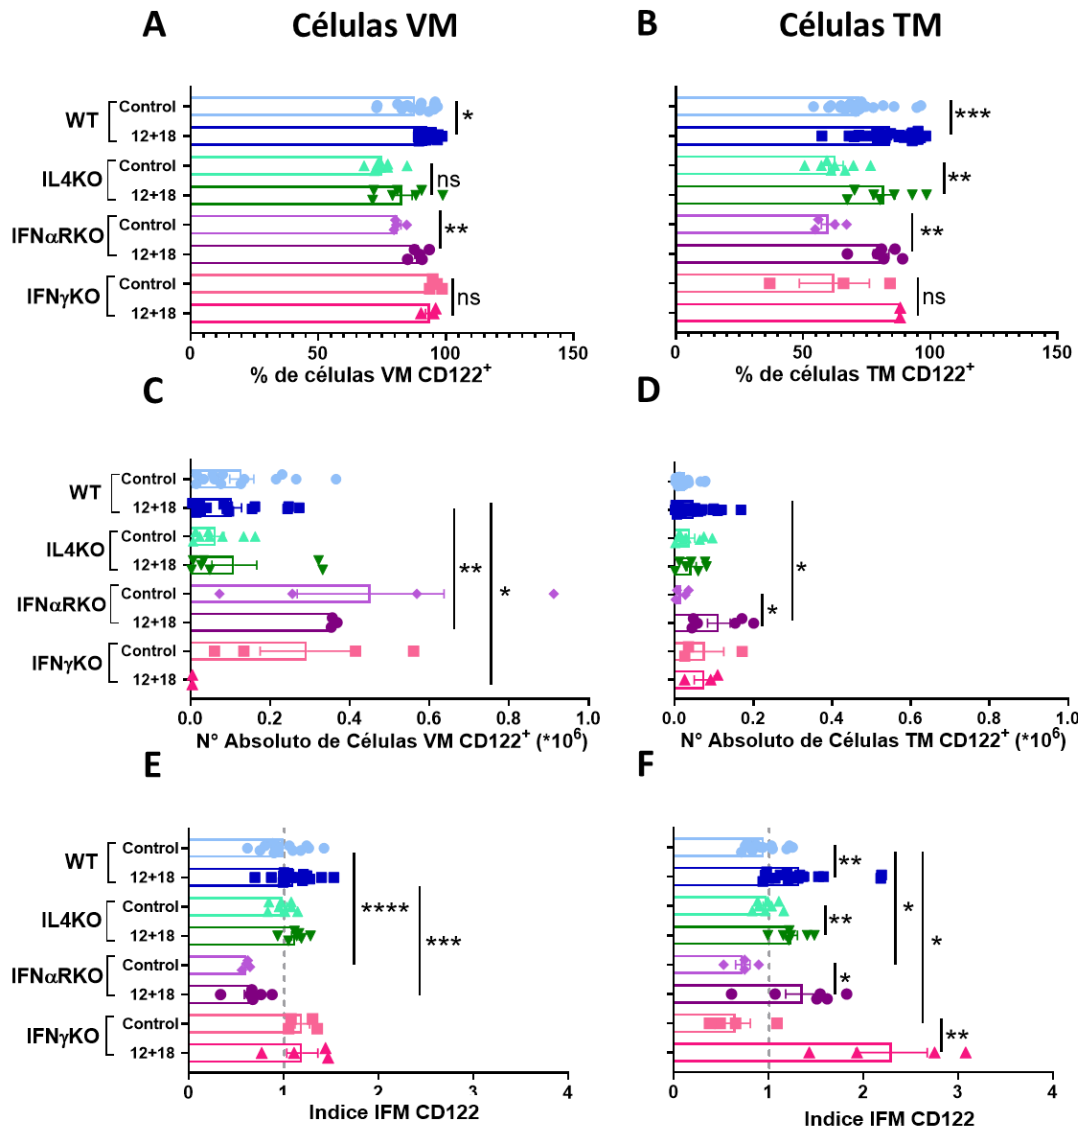 A Células VM
WT Control *
12+18
IL4KO Control ns
12+18
IFNαRKO Control **
12+18
IFNγKO Control ns
12+18
0 50 100 150
% de células VM CD122+
B Células TM
***
**
**
ns
0 50 100 150
% de células TM CD122+
C
WT Control
12+18
IL4KO Control
12+18
IFNαRKO Control
12+18
IFNγKO Control
12+18
** *
0.0 0.2 0.4 0.6 0.8 1.0
N° Absoluto de Células VM CD122+ (*10^6)
D
*
*
0.0 0.2 0.4 0.6 0.8 1.0
N° Absoluto de Células TM CD122+ (*10^6)
E
WT Control
12+18
IL4KO Control
12+18
IFNαRKO Control
12+18
IFNγKO Control
12+18
****
***
0 1 2 3 4
Indice IFM CD122
F
**
**
*
*
*
**
0 1 2 3 4
Indice IFM CD122